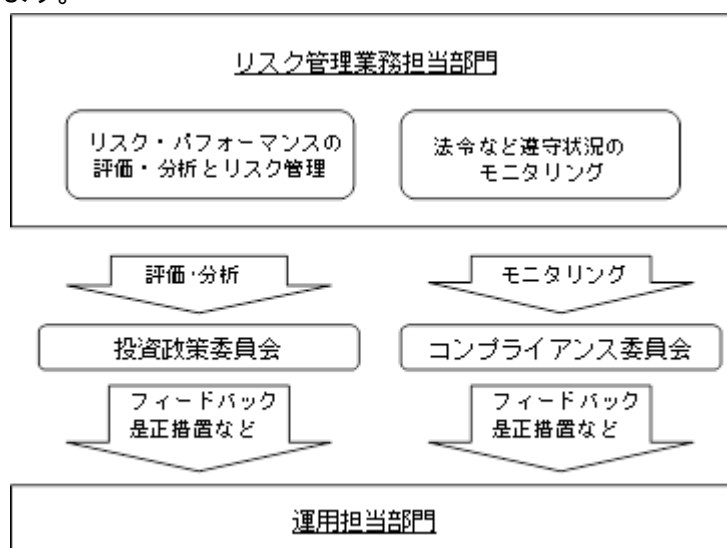 ます。
リスク管理業務担当部門
リスク・パフォーマンスの
評価・分析とリスク管理
法令など遵守状況の
モニタリング
評価・分析
モニタリング
投資政策委員会
コンプライアンス委員会
フィードバック
是正措置など
フィードバック
是正措置など
運用担当部門